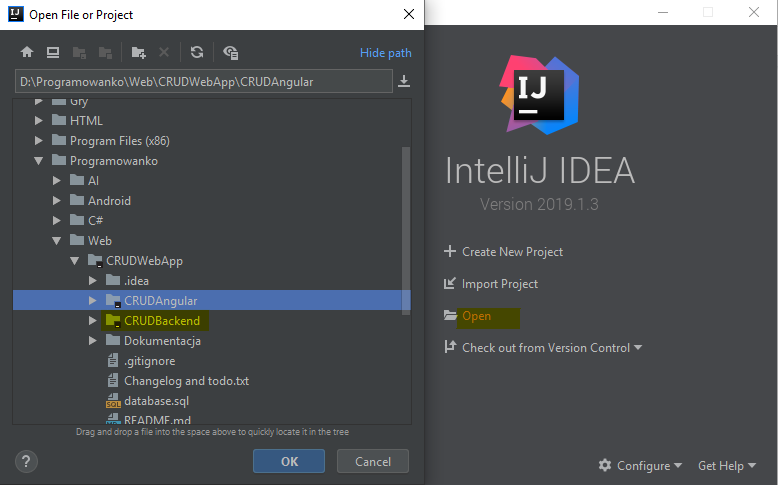 Open File or Project
Hide path
D:\Programowanko\Web\CRUDWebApp\CRUDAngular
Gry
HTML
Program Files (x86)
Programowanko
AI
Android
C#
Web
CRUDWebApp
.idea
CRUDAngular
CRUDBackend
Dokumentacja
.gitignore
Changelog and todo.txt
SQL
database.sql
README.md
Drag and drop a file into the space above to quickly locate it in the tree
?
OK
Cancel
IJ
IntelliJ IDEA
Version 2019.1.3
Create New Project
Import Project
Open
Check out from Version Control
Configure
Get Help